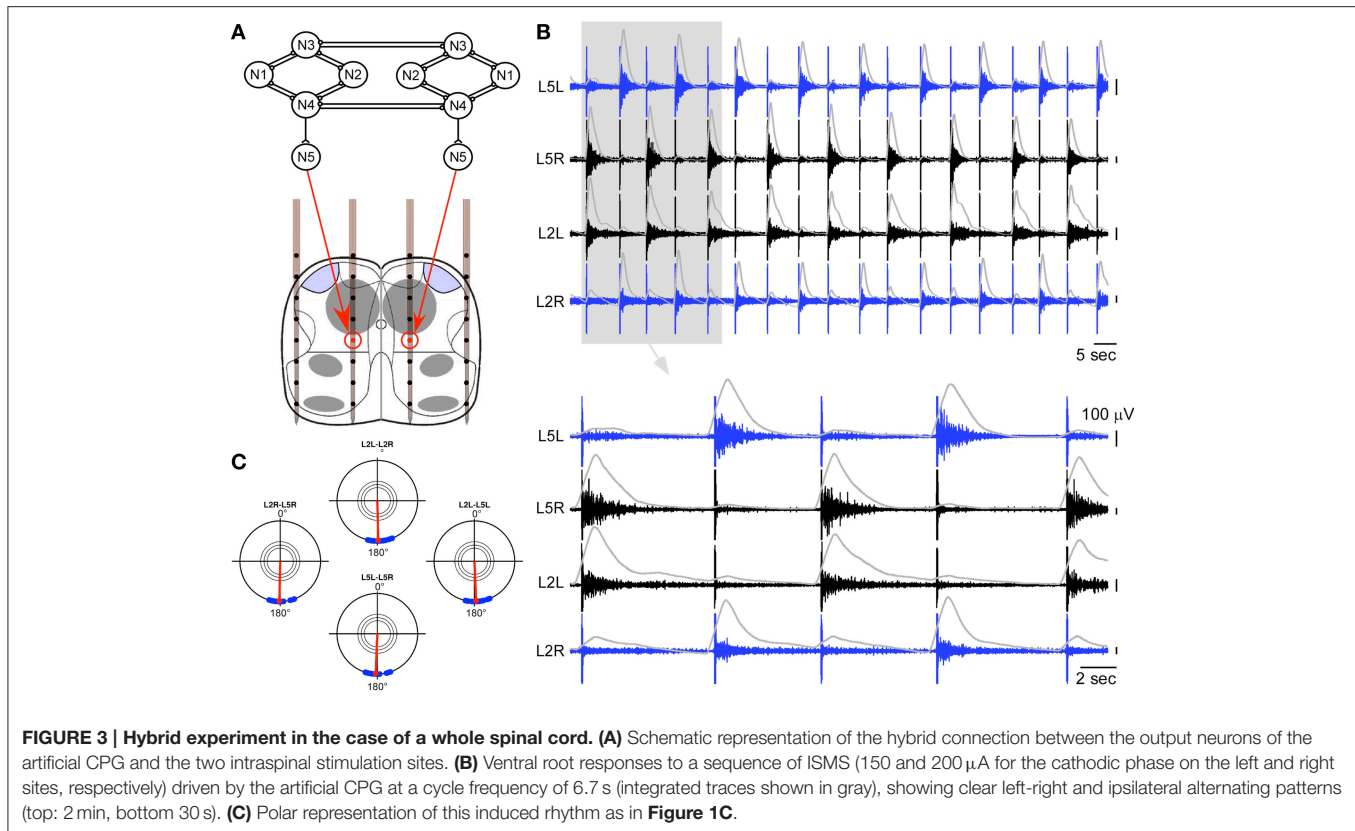 A
N3
N3
N1
N2
N2
N1
N4
N4
N5
N5
B
L5L
L5R
L2L
L2R
5 sec
100 µV
L5L
L5R
L2L
L2R
2 sec
C
L2L-L2R
°
180°
L2R-L5R
0°
180°
L2L-L5L
0°
180°
L5L-L5R
0°
180°
FIGURE 3 | Hybrid experiment in the case of a whole spinal cord. (A) Schematic representation of the hybrid connection between the output neurons of the
artificial CPG and the two intraspinal stimulation sites. (B) Ventral root responses to a sequence of ISMS (150 and 200 µA for the cathodic phase on the left and right
sites, respectively) driven by the artificial CPG at a cycle frequency of 6.7 s (integrated traces shown in gray), showing clear left-right and ipsilateral alternating patterns
(top: 2 min, bottom 30 s). (C) Polar representation of this induced rhythm as in Figure 1C.